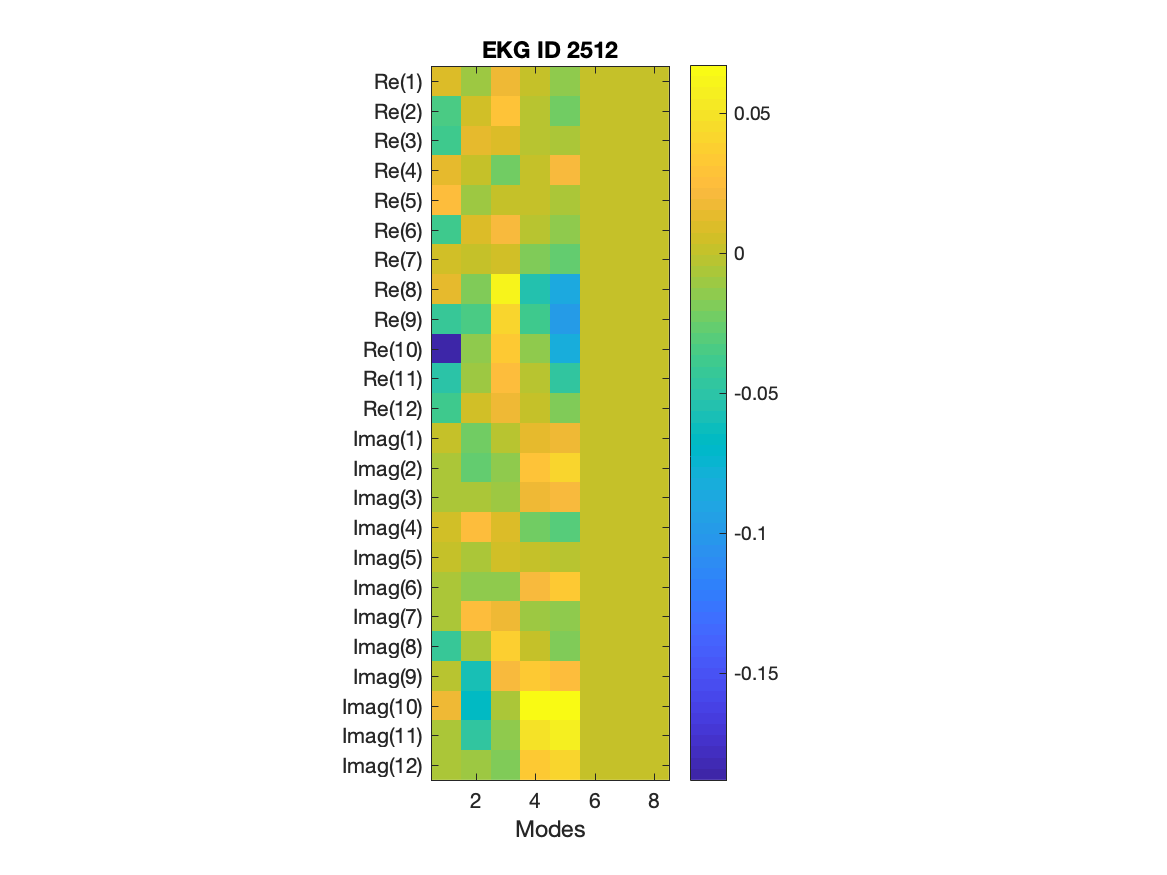 EKG ID 2512
Re(1)
Re(2)
Re(3)
Re(4)
Re(5)
Re(6)
Re(7)
Re(8)
Re(9)
Re(10)
Re(11)
Re(12)
Imag(1)
Imag(2)
Imag(3)
Imag(4)
Imag(5)
Imag(6)
Imag(7)
Imag(8)
Imag(9)
Imag(10)
Imag(11)
Imag(12)
2 4 6 8
Modes
0.05
0
-0.05
-0.1
-0.15